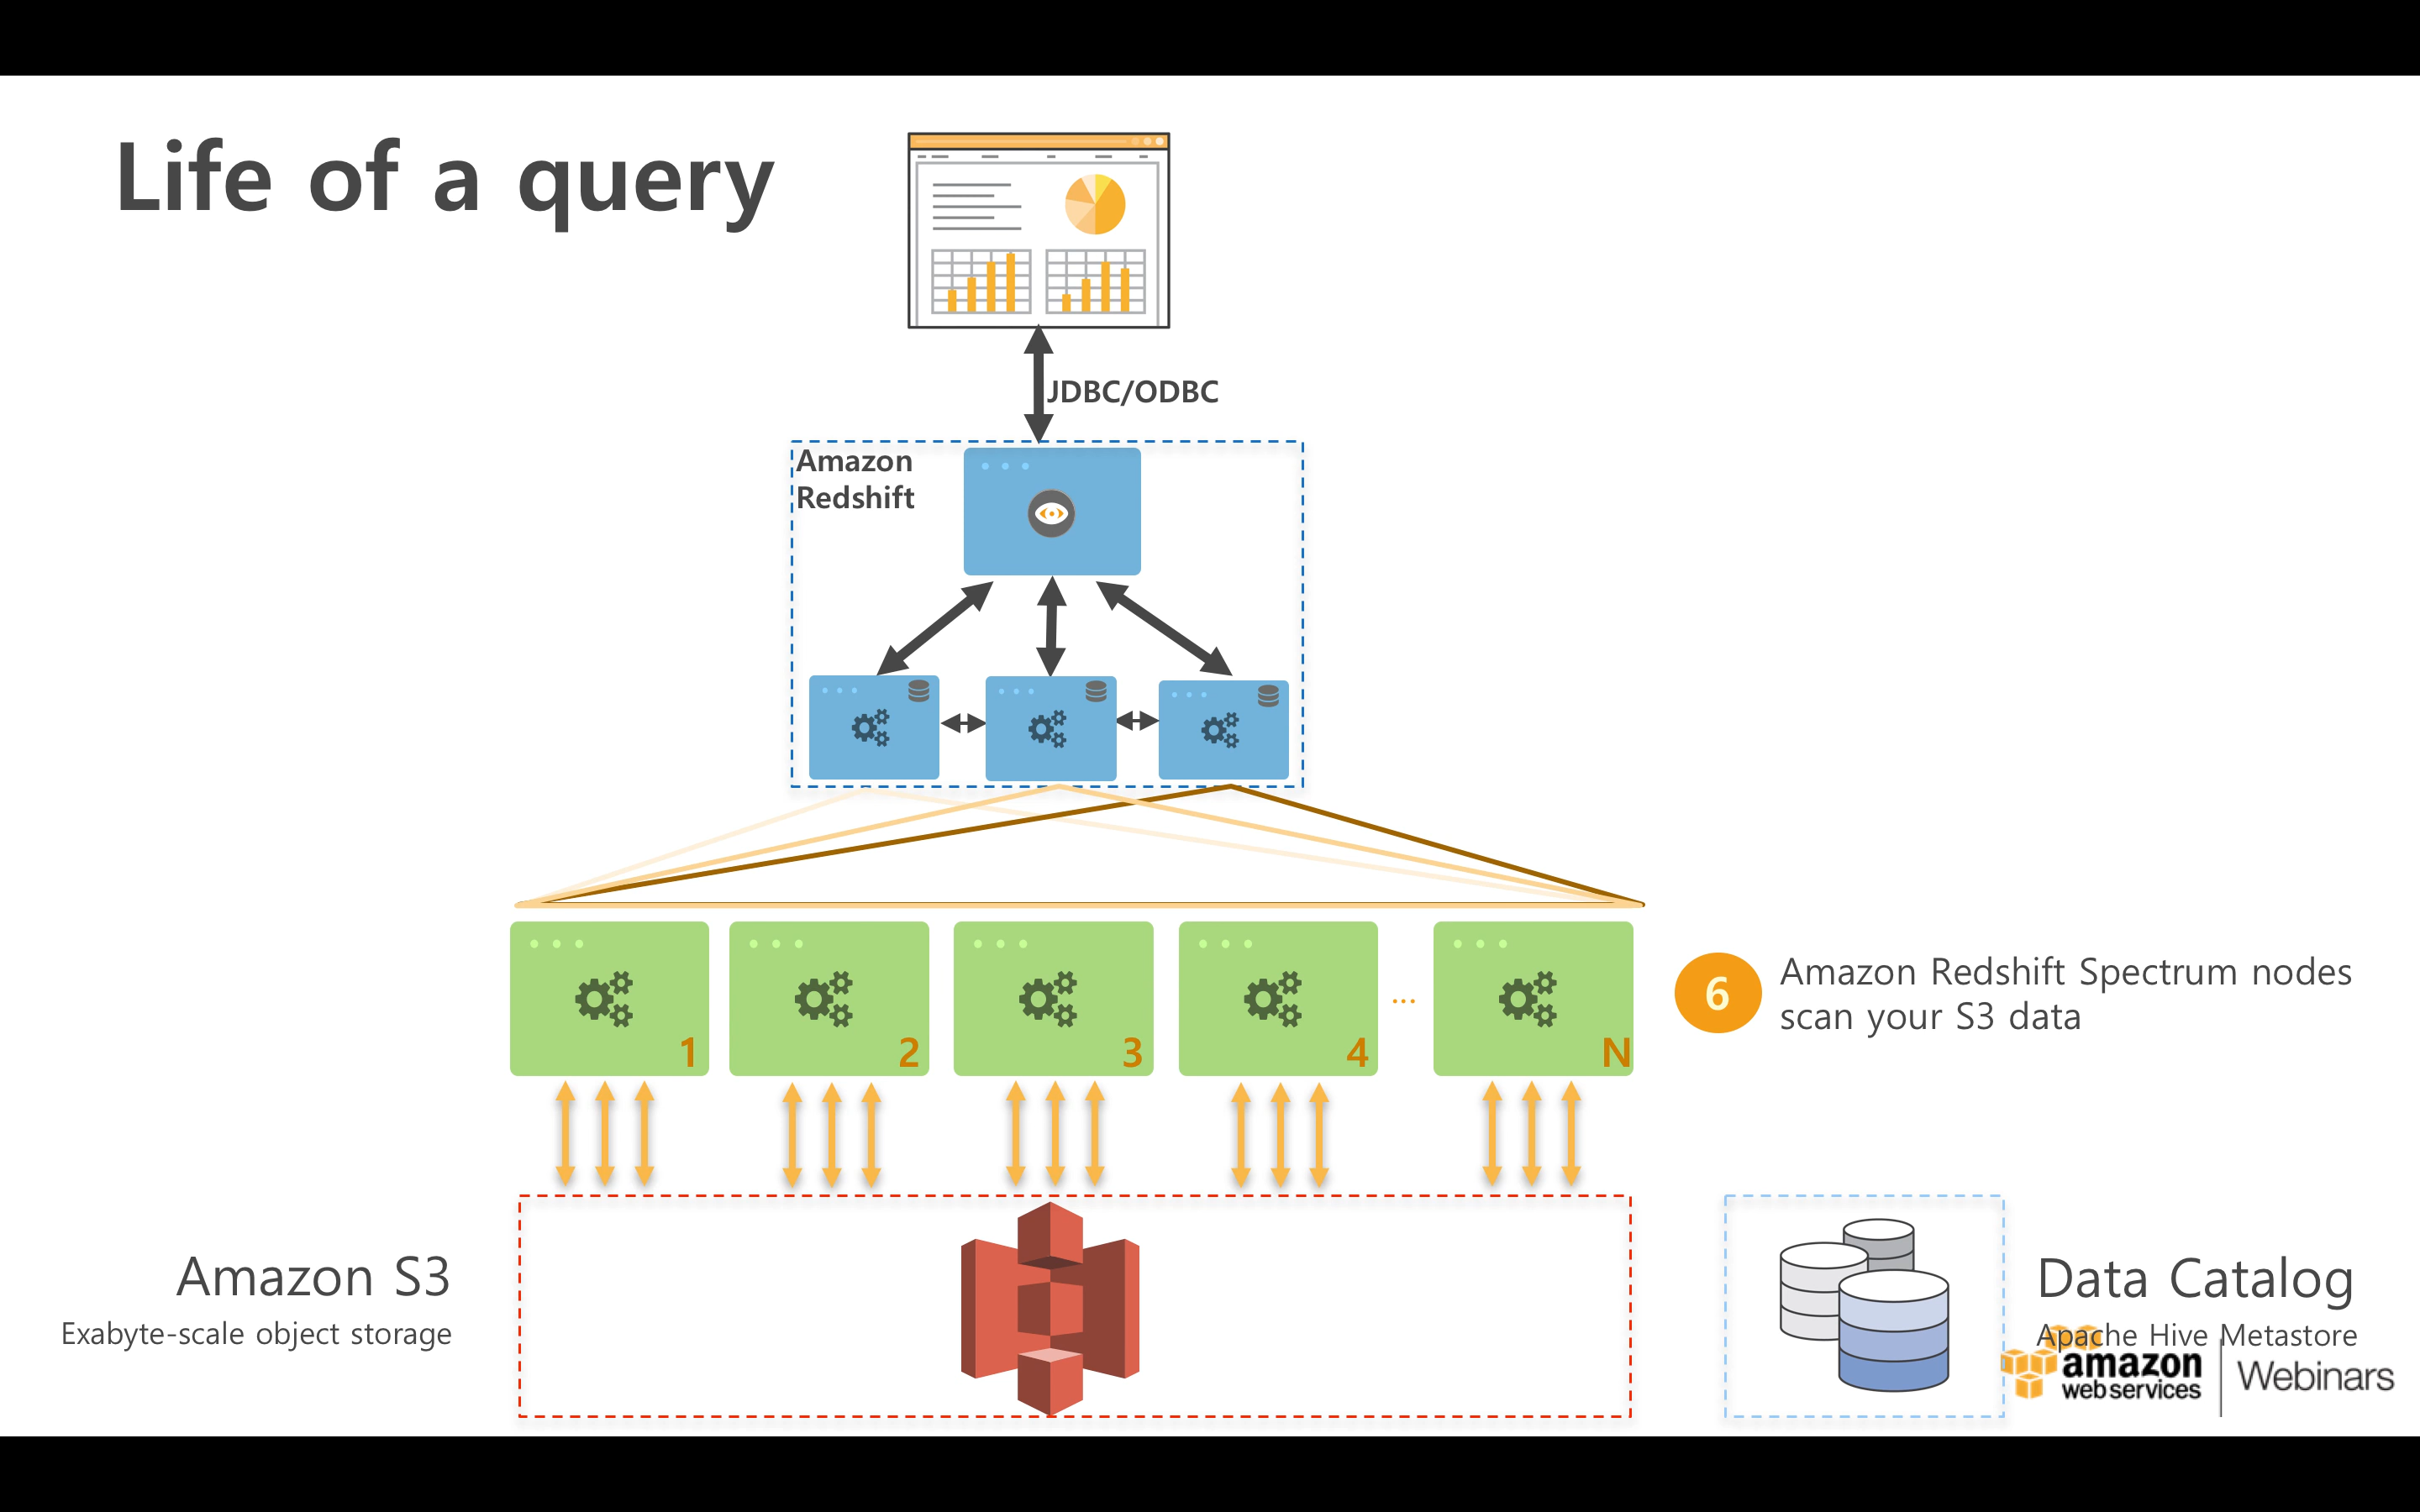 Life of a query
JDBC/ODBC
Amazon
Redshift
1
2
3
4
...
N
6
Amazon Redshift Spectrum nodes
scan your S3 data
Amazon S3
Exabyte-scale object storage
Data Catalog
Apache Hive Metastore
amazon
web services
Webinars